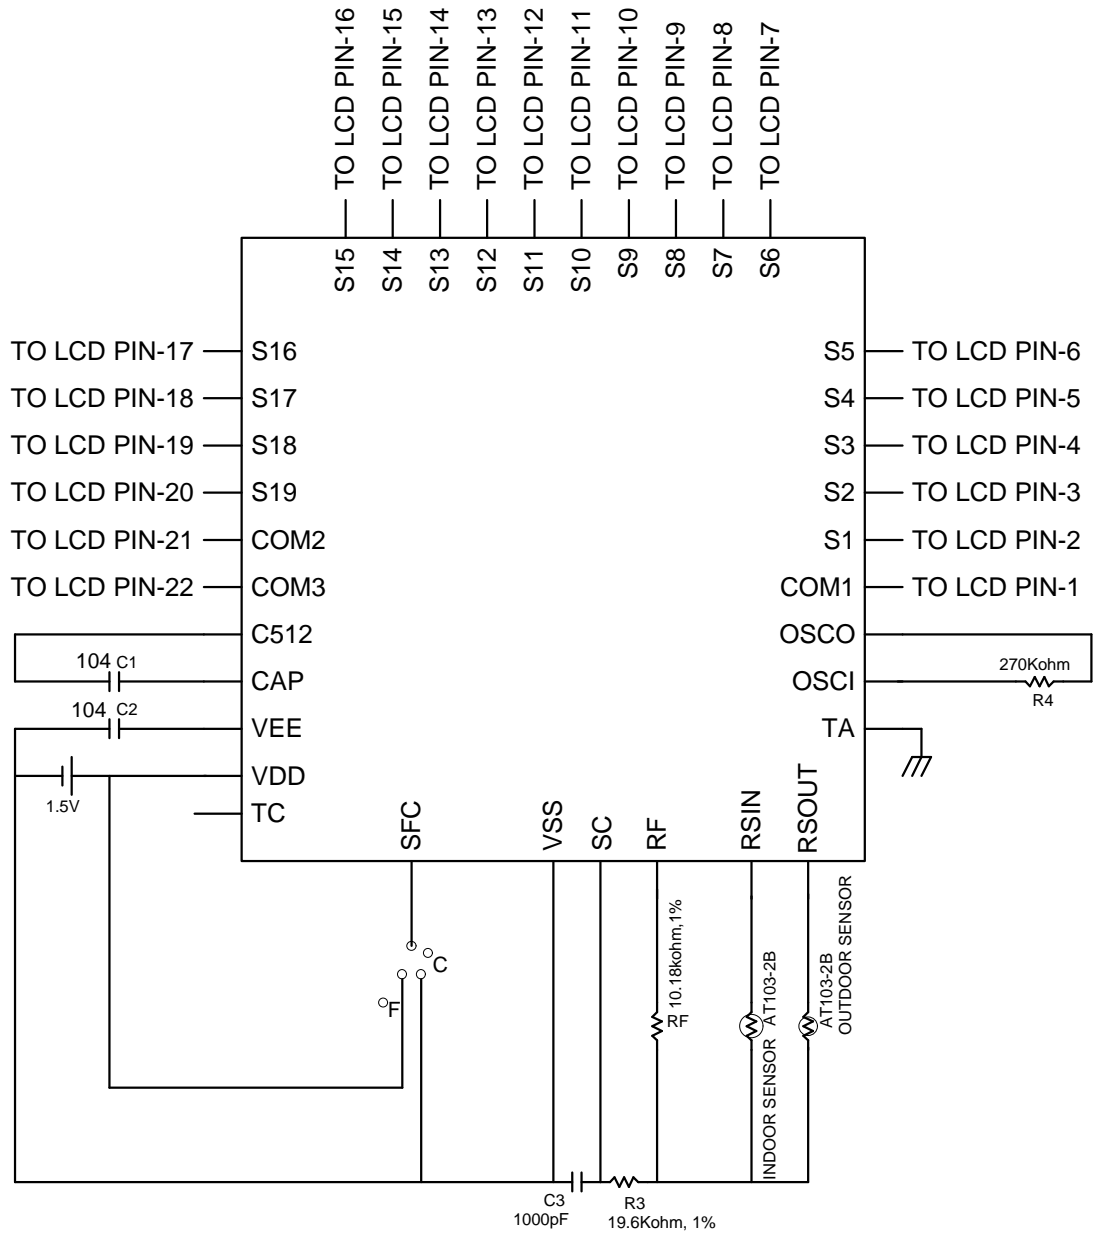 TO LCD PIN-16
TO LCD PIN-15
TO LCD PIN-14
TO LCD PIN-13
TO LCD PIN-12
TO LCD PIN-11
TO LCD PIN-10
TO LCD PIN-9
TO LCD PIN-8
TO LCD PIN-7
S15
S14
S13
S12
S11
S10
S9
S8
S7
S6
TO LCD PIN-17
S16
S5
TO LCD PIN-6
TO LCD PIN-18
S17
S4
TO LCD PIN-5
TO LCD PIN-19
S18
S3
TO LCD PIN-4
TO LCD PIN-20
S19
S2
TO LCD PIN-3
TO LCD PIN-21
COM2
S1
TO LCD PIN-2
TO LCD PIN-22
COM3
COM1
TO LCD PIN-1
C512
OSCO
104 C1
CAP
OSCI
270Kohm
R4
104 C2
VEE
TA
VDD
1.5V
TC
SFC
VSS
SC
RF
RSIN
RSOUT
°C
°F
10.18kohm,1%
RF
INDOOR SENSOR AT103-2B
AT103-2B
OUTDOOR SENSOR
C3
1000pF
R3
19.6Kohm, 1%